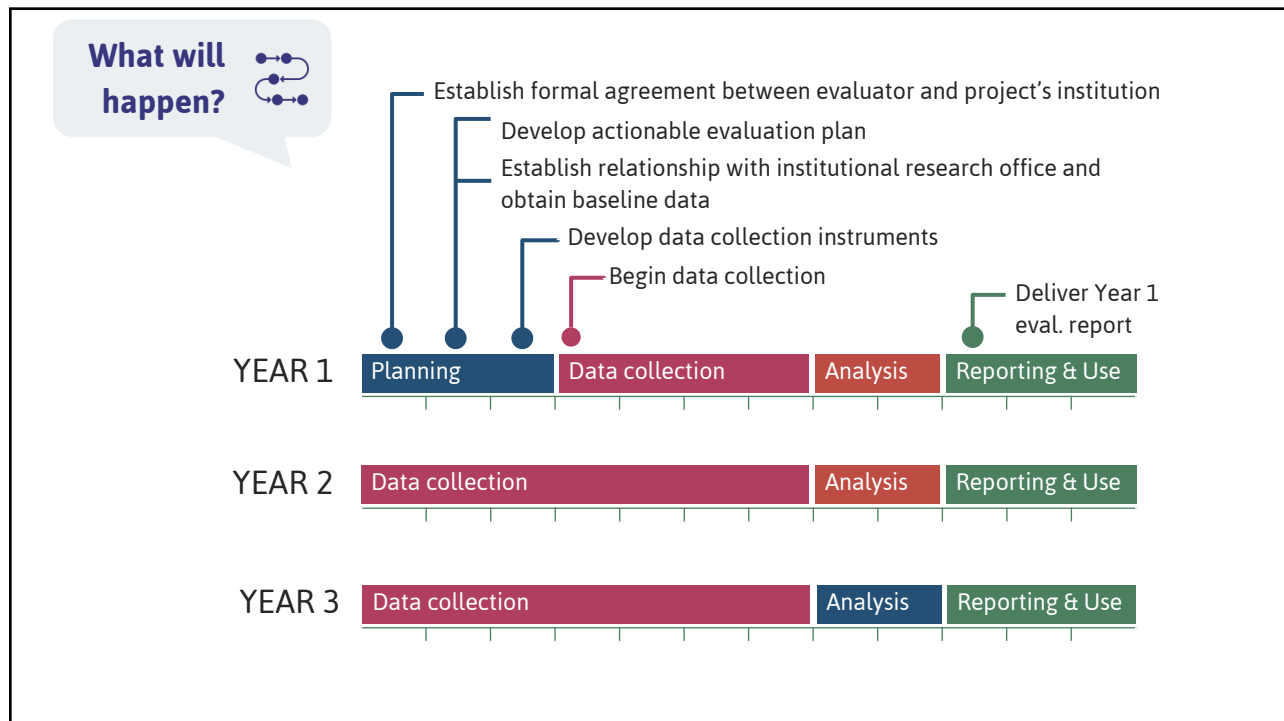 What will
happen?
Establish formal agreement between evaluator and project’s institution
Develop actionable evaluation plan
Establish relationship with institutional research office and
obtain baseline data
Develop data collection instruments
Begin data collection
Deliver Year 1
eval. report
YEAR 1
Planning
Data collection
Analysis
Reporting & Use
YEAR 2
Data collection
Analysis
Reporting & Use
YEAR 3
Data collection
Analysis
Reporting & Use